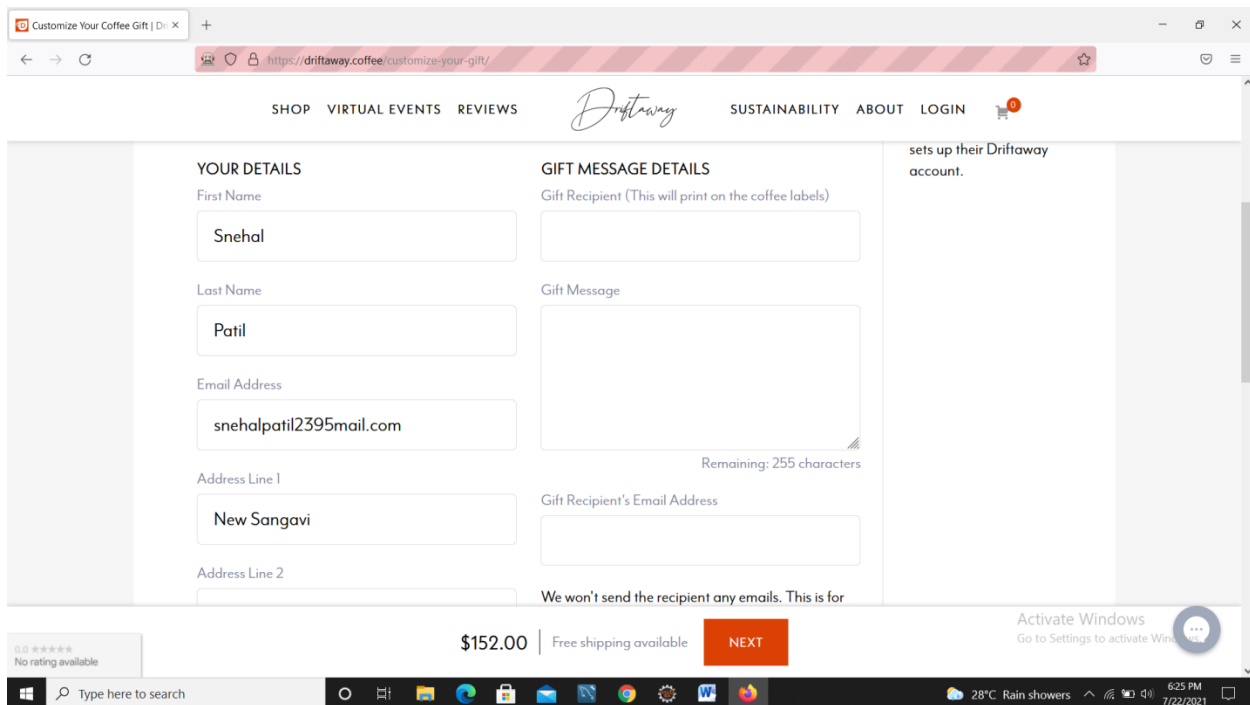 Customize Your Coffee Gift | Dri
https://driftaway.coffee/customize-your-gift/
SHOP VIRTUAL EVENTS REVIEWS Driftaway SUSTAINABILITY ABOUT LOGIN 0
sets up their Driftaway
account.
YOUR DETAILS
First Name
Snehal
Last Name
Patil
Email Address
snehalpatil2395mail.com
Address Line 1
New Sangavi
Address Line 2
GIFT MESSAGE DETAILS
Gift Recipient (This will print on the coffee labels)
Gift Message
Remaining: 255 characters
Gift Recipient's Email Address
We won't send the recipient any emails. This is for
0.0
No rating available
$152.00 Free shipping available NEXT
Activate Windows
Go to Settings to activate Windows.
Type here to search
28°C Rain showers
6:25 PM
7/22/2021